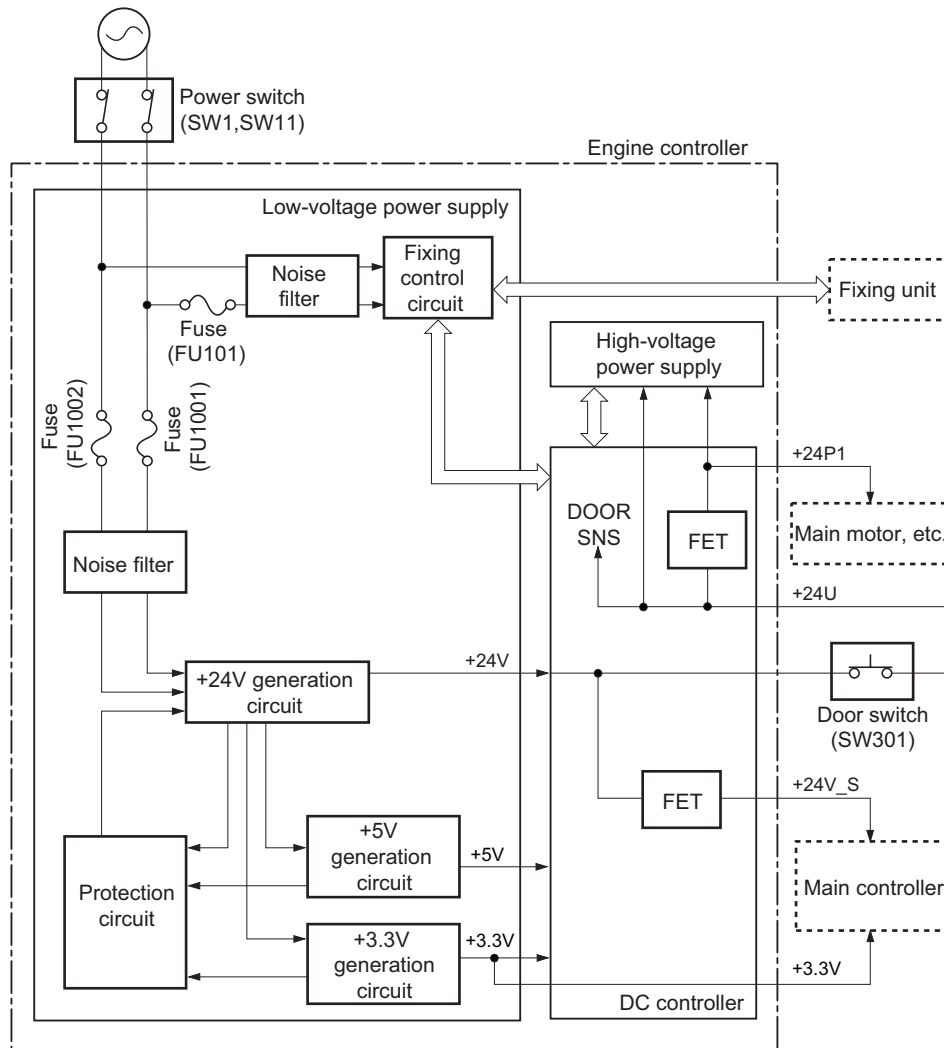 Power switch
(SW1,SW11)
Engine controller
Low-voltage power supply
Noise
filter
Fixing
control
circuit
Fixing unit
Fuse
(FU101)
High-voltage
power supply
Fuse
(FU1002)
Fuse
(FU1001)
+24P1
DOOR
SNS
FET
Main motor, etc.
Noise filter
+24U
+24V generation
circuit
+24V
Door switch
(SW301)
FET
+24V_S
+5V
generation
circuit
+5V
Protection
circuit
Main controller
+3.3V
generation
circuit
+3.3V
+3.3V
DC controller